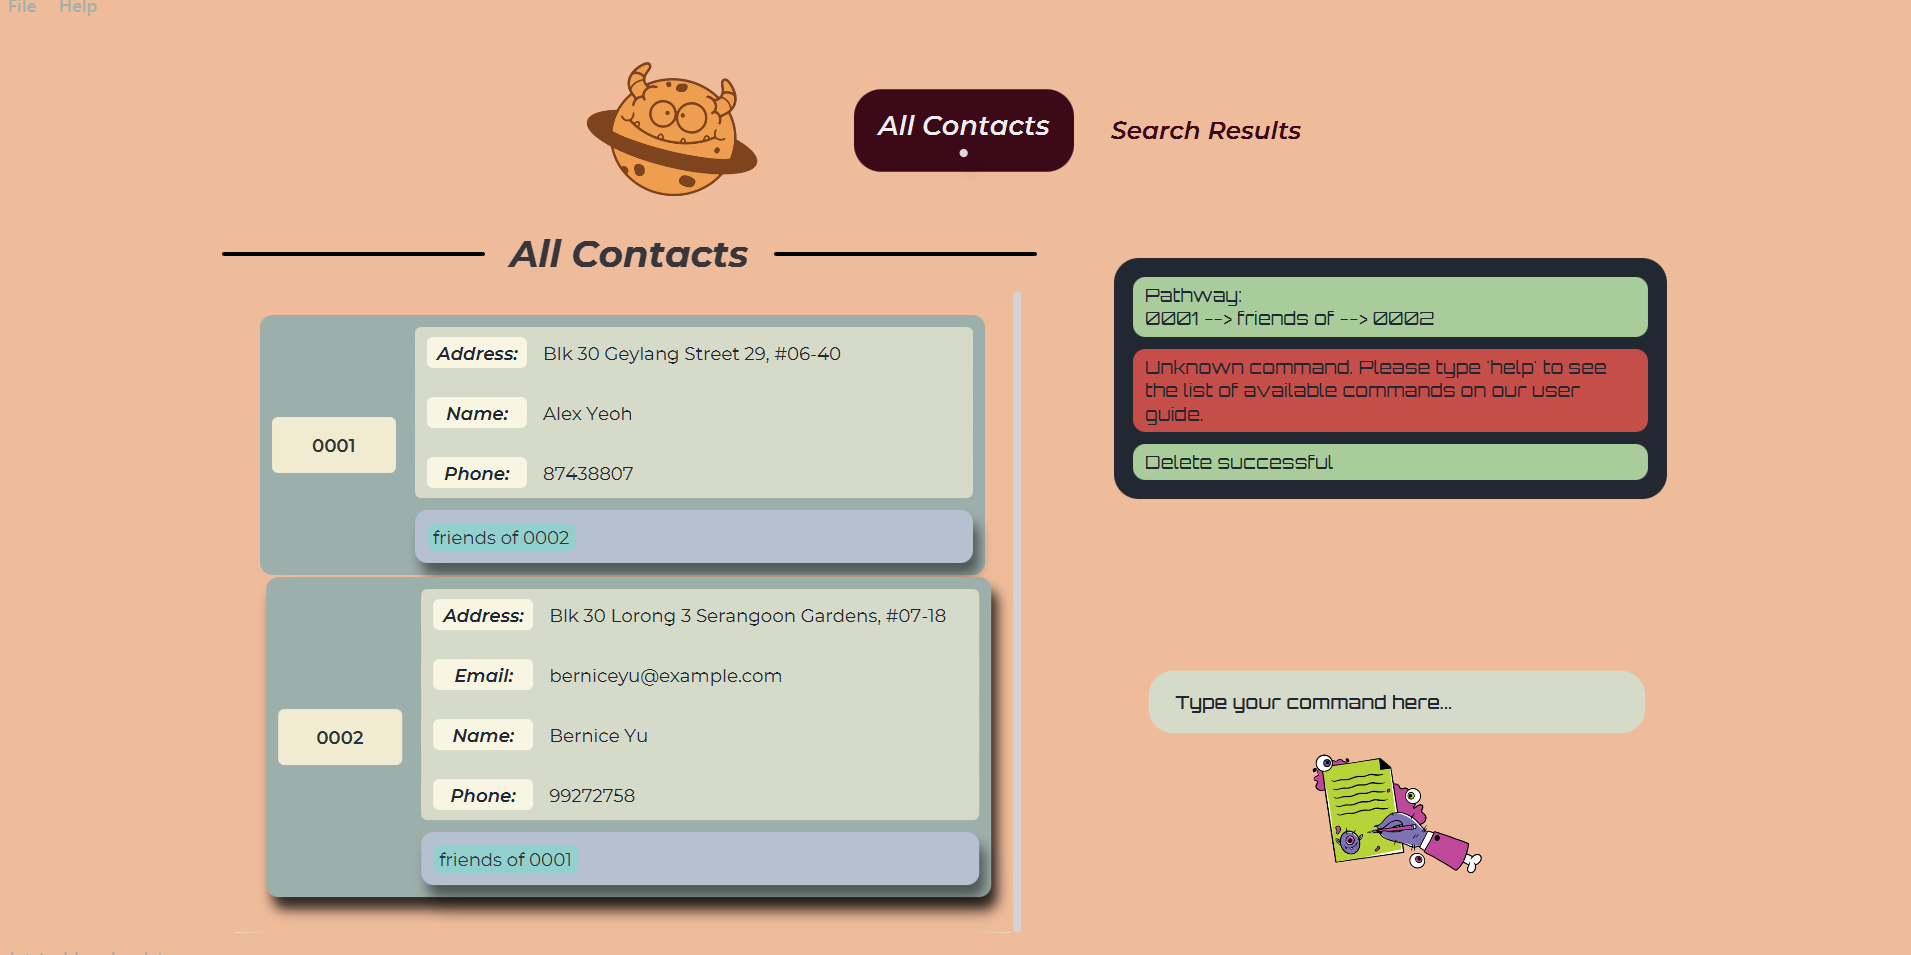 File Help
All Contacts
Search Results
All Contacts
0001
Address: Blk 30 Geylang Street 29, #06-40
Name: Alex Yeoh
Phone: 87438807
friends of 0002
0002
Address: Blk 30 Lorong 3 Serangoon Gardens, #07-18
Email: berniceyu@example.com
Name: Bernice Yu
Phone: 99272758
friends of 0001
Pathway:
0001 --> friends of --> 0002
Unknown command. Please type 'help' to see
the list of available commands on our user
guide.
Delete successful
Type your command here...